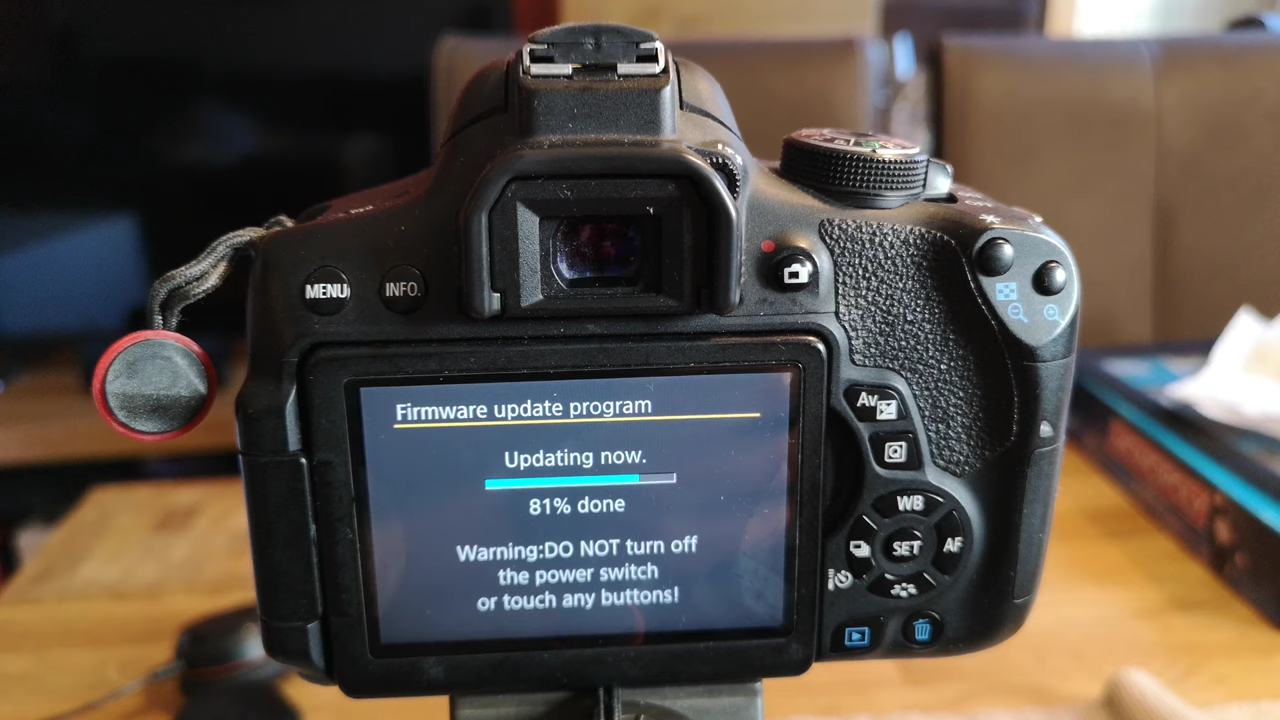 MENU
INFO.
Firmware update program
Updating now.
81% done
Warning:DO NOT turn off
the power switch
or touch any buttons!
Av
Q
WB
SET
AF